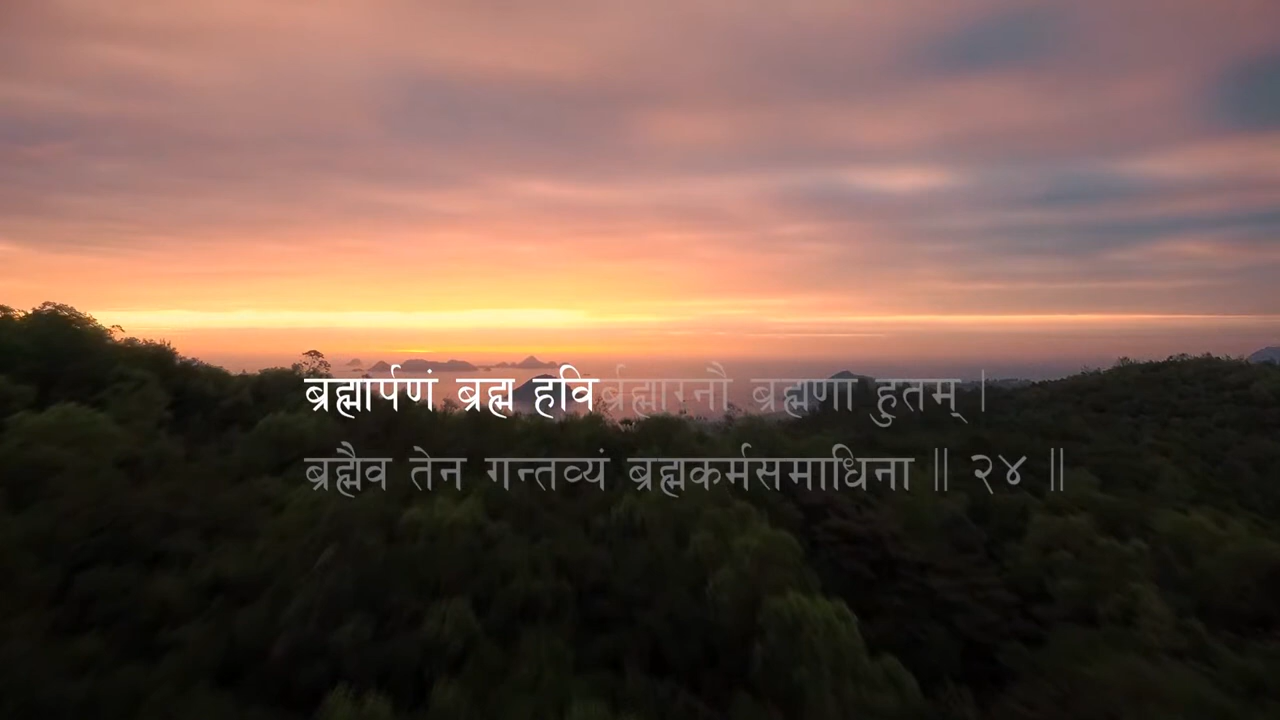 ब्रह्मार्पणं ब्रह्म हविर्ब्रह्माग्नौ ब्रह्मणा हुतम् ।
ब्रह्मैव तेन गन्तव्यं ब्रह्मकर्मसमाधिना ॥ २४ ॥